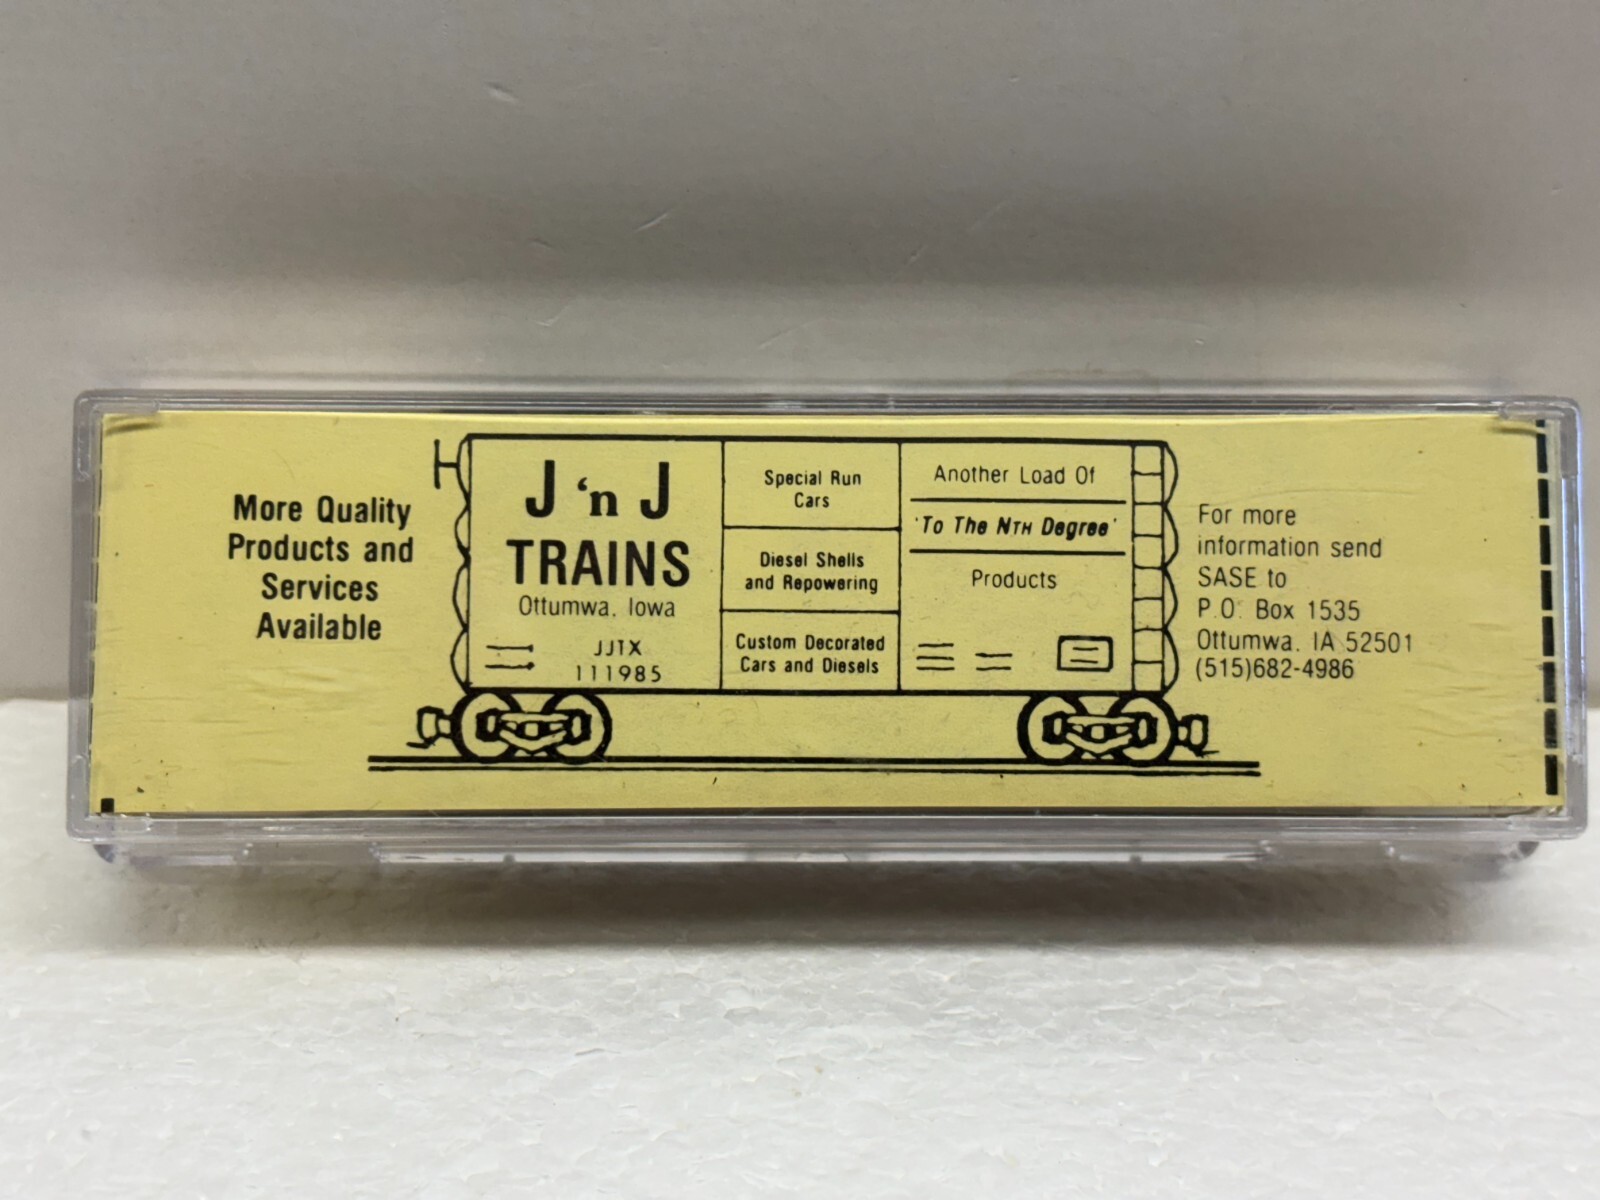 More Quality
Products and
Services
Available
J 'n J
TRAINS
Ottumwa, Iowa
JJTX
111985
Special Run
Cars
Diesel Shells
and Repowering
Custom Decorated
Cars and Diesels
Another Load Of
'To The NTH Degree'
Products
For more
information send
SASE to
P.O. Box 1535
Ottumwa, IA 52501
(515)682-4986